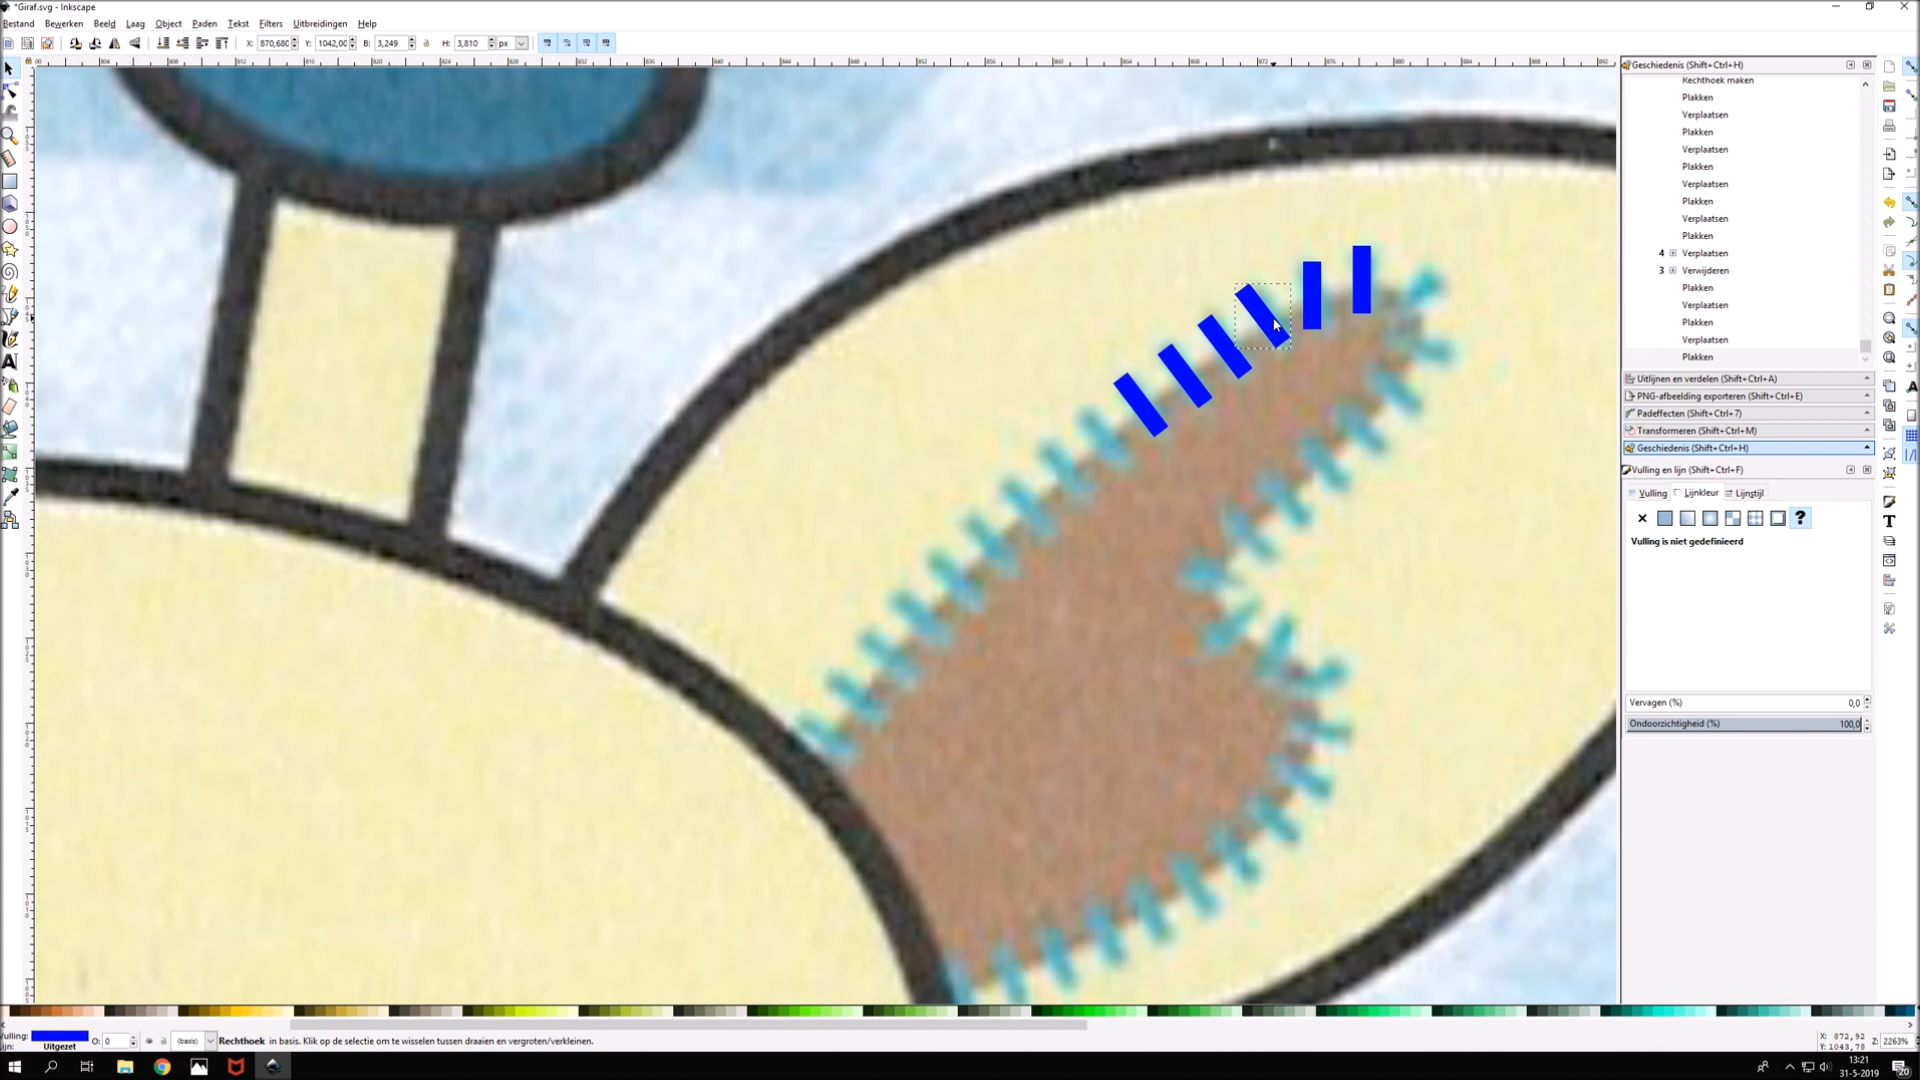 *Giraf.svg - Inkscape
Bestand Bewerken Beeld Laag Object Paden Tekst Filters Uitbreidingen Help
X: 870,680 Y: 1042,00 B: 3,249 H: 3,810 px
Geschiedenis (Shift+Ctrl+H)
Rechthoek maken
Plakken
Verplaatsen
Plakken
Verplaatsen
Plakken
Verplaatsen
Plakken
Verplaatsen
Plakken
4 Verplaatsen
3 Verwijderen
Plakken
Verplaatsen
Plakken
Verplaatsen
Plakken
Uitlijnen en verdelen (Shift+Ctrl+A)
PNG-afbeelding exporteren (Shift+Ctrl+E)
Padeffecten (Shift+Ctrl+7)
Transformeren (Shift+Ctrl+M)
Geschiedenis (Shift+Ctrl+H)
Vulling en lijn (Shift+Ctrl+F)
Vulling Lijnkleur Lijnstijl
?
Vulling is niet gedefinieerd
Vervagen (%) 0,0
Ondoorzichtigheid (%) 100,0
Vulling:
Lijn: Uitgezet
O: 0
(basis) Rechthoek in basis. Klik op de selectie om te wisselen tussen draaien en vergroten/verkleinen.
X: 872,92
Y: 1043,78
Z: 2263%
13:21
31-5-2019
20